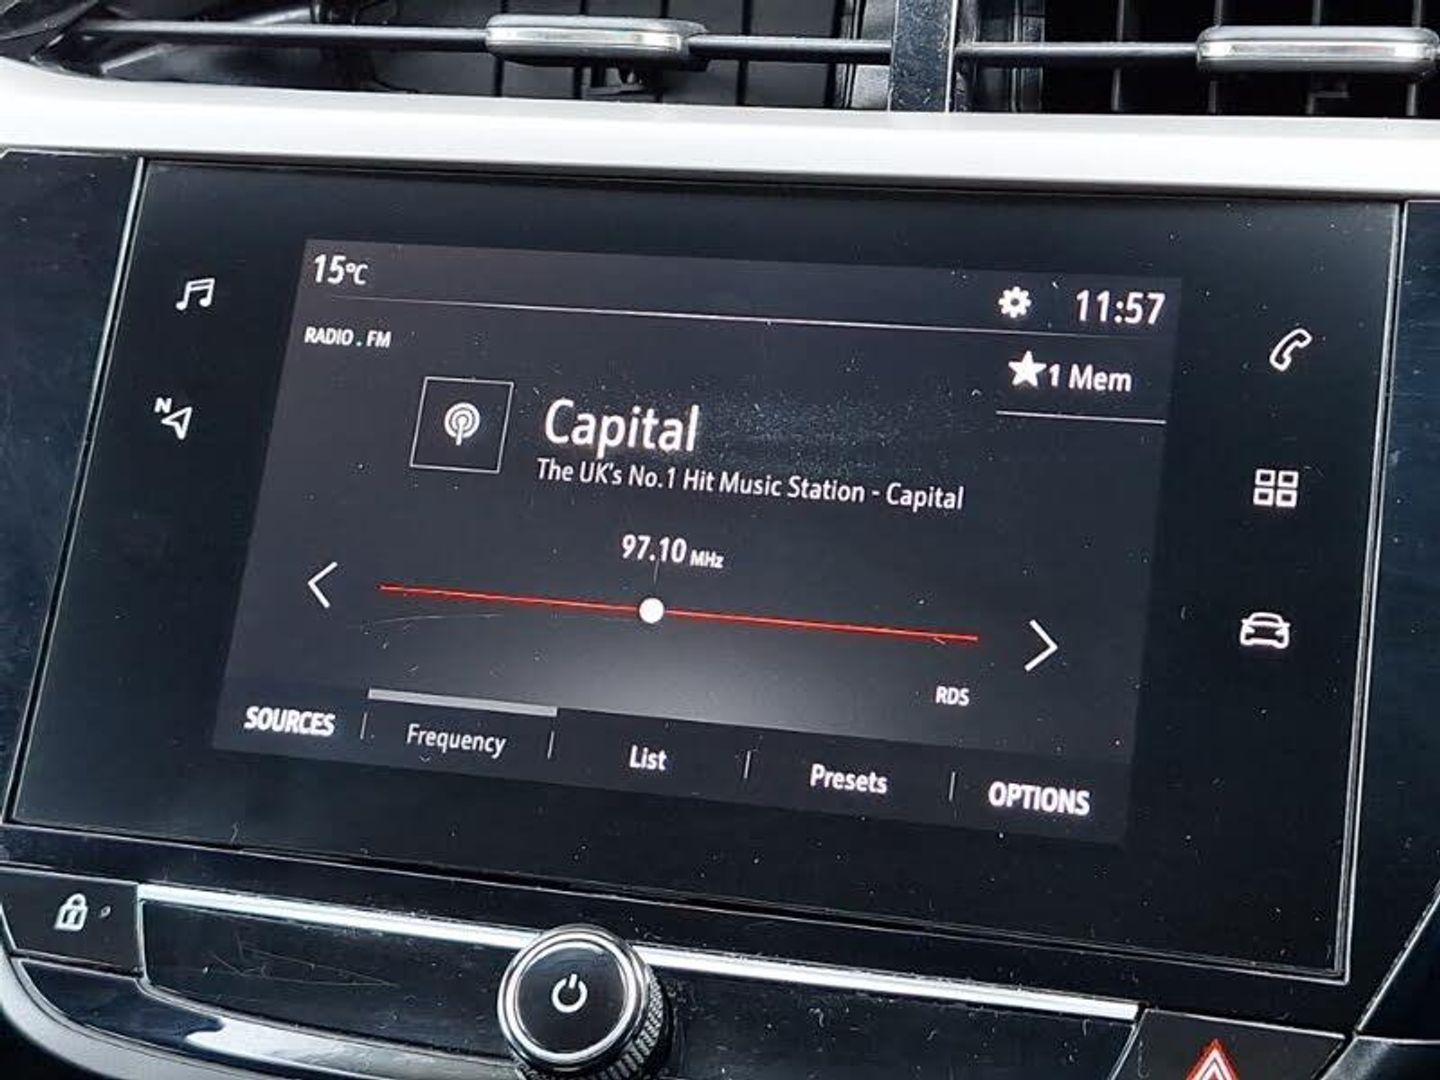 15°C
11:57
RADIO . FM
1 Mem
Capital
The UK's No.1 Hit Music Station - Capital
97.10 MHz
RDS
SOURCES
Frequency
List
Presets
OPTIONS
N